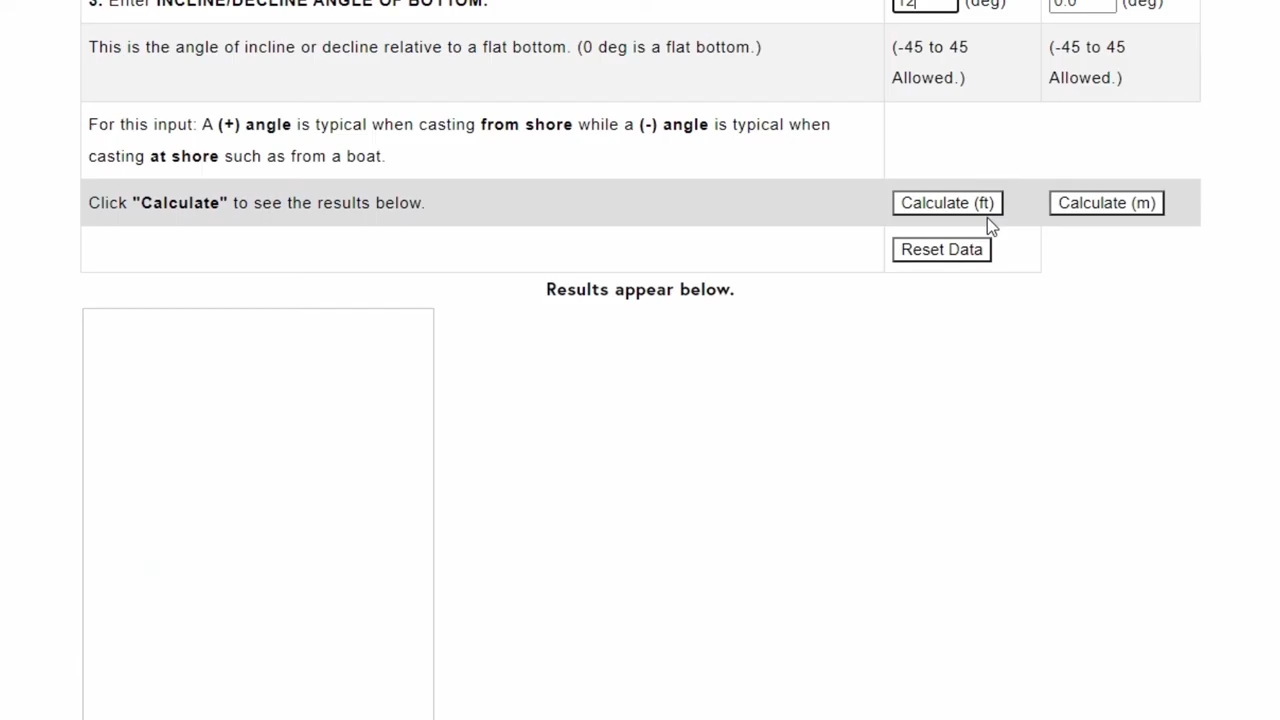 3. Enter INCLINE/DECLINE ANGLE OF BOTTOM. 12 (deg) 0.0 (deg)
This is the angle of incline or decline relative to a flat bottom. (0 deg is a flat bottom.) (-45 to 45 (-45 to 45
Allowed.) Allowed.)
For this input: A (+) angle is typical when casting from shore while a (-) angle is typical when
casting at shore such as from a boat.
Click "Calculate" to see the results below. Calculate (ft) Calculate (m)
Reset Data
Results appear below.